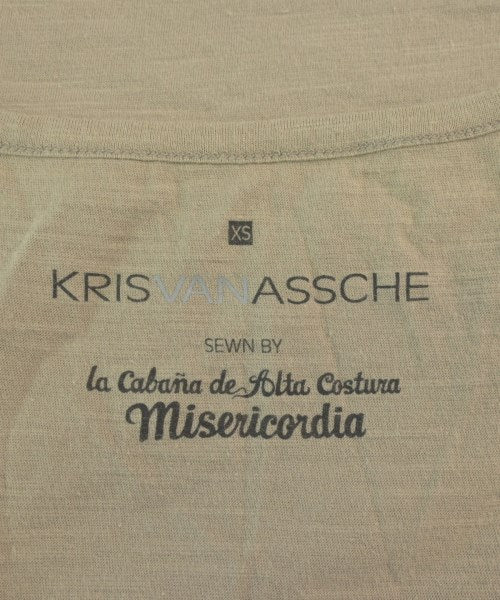 XS
KRISVANASSCHE
SEWN BY
la Cabaña de Alta Costura
Misericordia